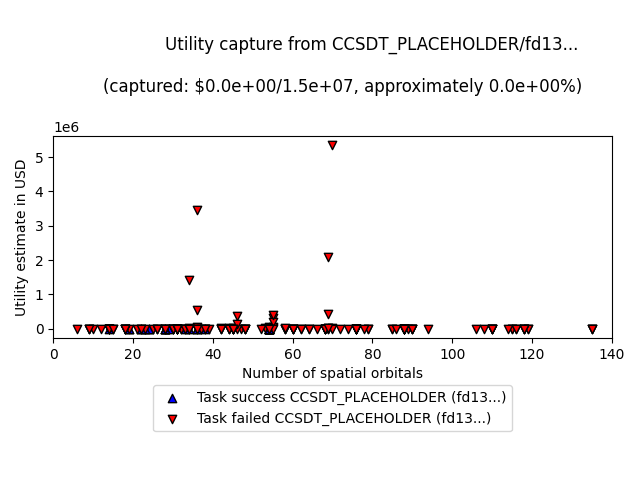 Utility capture from CCSDT_PLACEHOLDER/fd13...
(captured: $0.0e+00/1.5e+07, approximately 0.0e+00%)
1e6
5
4
3
2
1
0
Utility estimate in USD
0 20 40 60 80 100 120 140
Number of spatial orbitals
Task success CCSDT_PLACEHOLDER (fd13...)
Task failed CCSDT_PLACEHOLDER (fd13...)